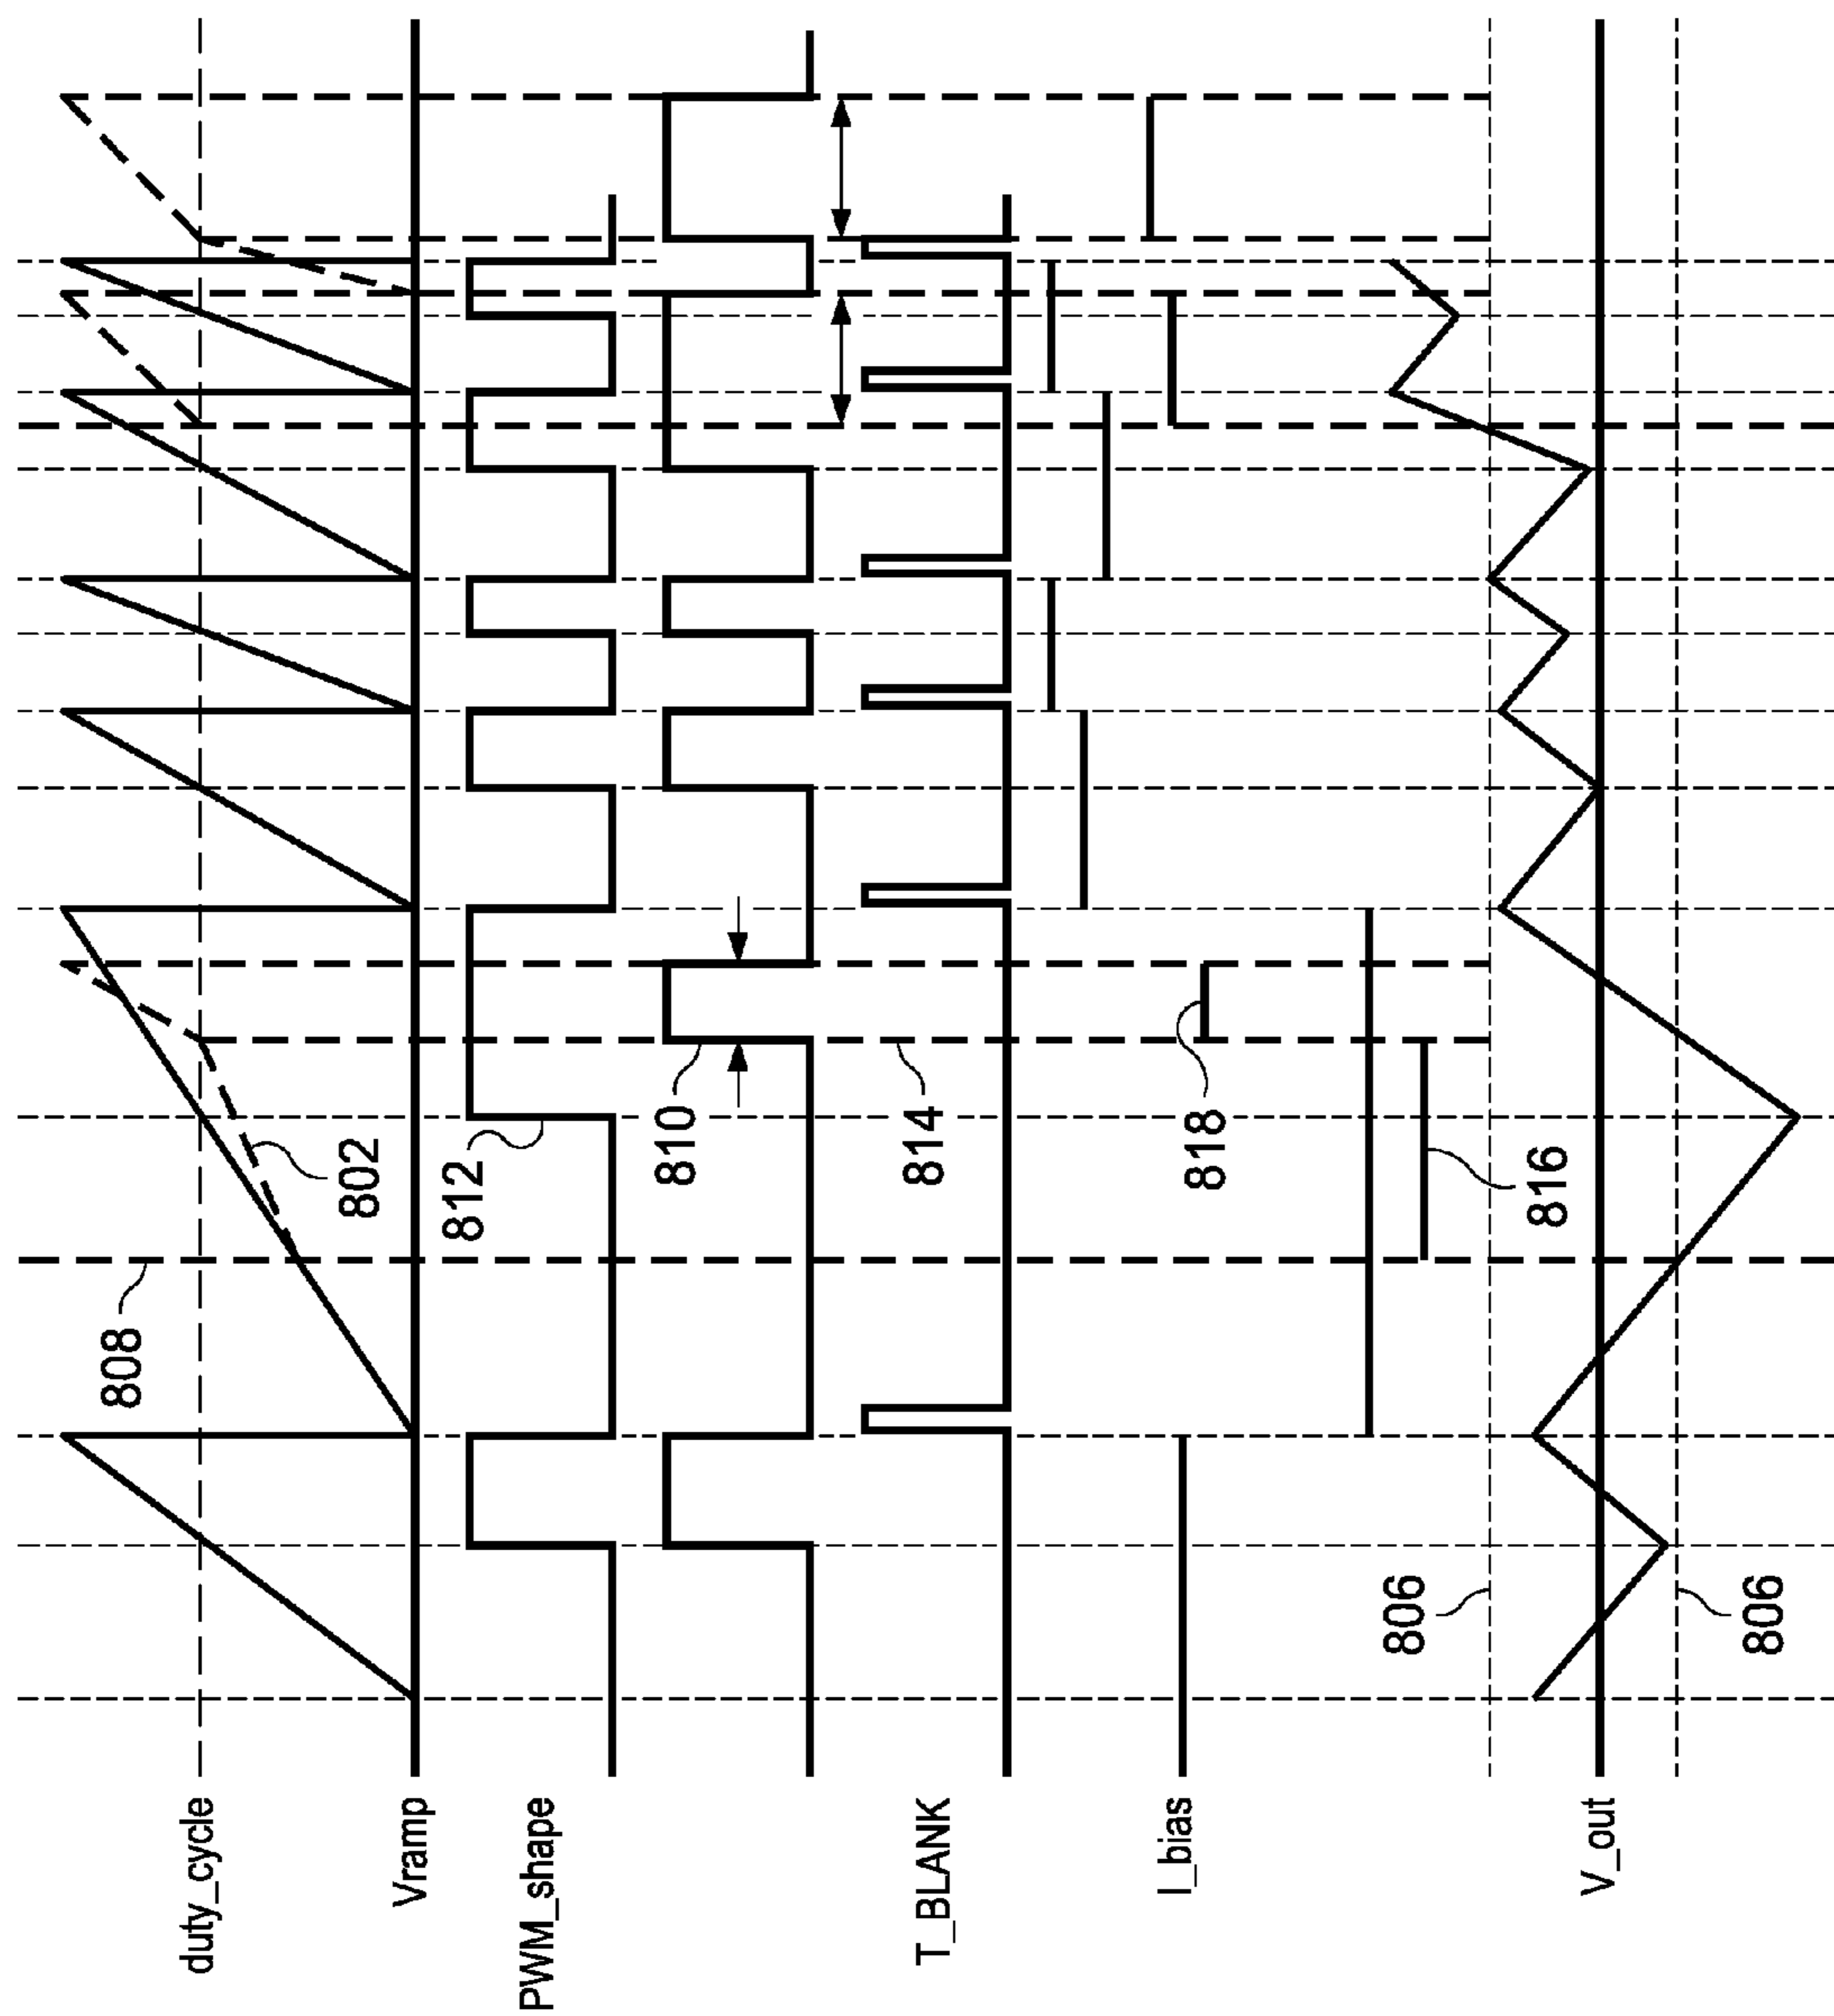 duty_cycle
Vramp
PWM_shape
T_BLANK
I_bias
V_out
808
802
812
810
814
818
816
806
806